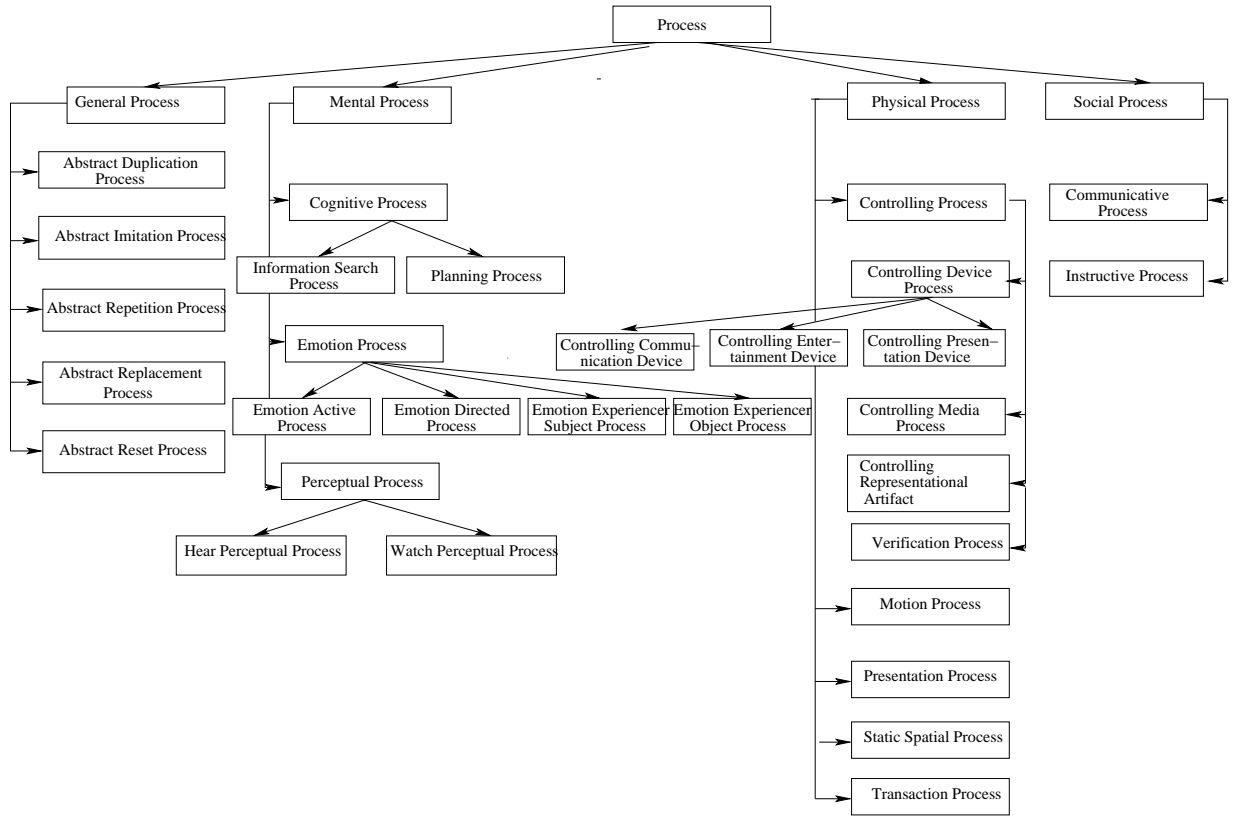 Process
General Process
Mental Process
Physical Process
Social Process
Abstract Duplication
Process
Abstract Imitation Process
Abstract Repetition Process
Abstract Replacement
Process
Abstract Reset Process
Cognitive Process
Information Search
Process
Planning Process
Emotion Process
Emotion Active
Process
Emotion Directed
Process
Emotion Experiencer
Subject Process
Emotion Experiencer
Object Process
Perceptual Process
Hear Perceptual Process
Watch Perceptual Process
Controlling Process
Controlling Device
Process
Controlling Commu–
nication Device
Controlling Enter–
tainment Device
Controlling Presen–
tation Device
Controlling Media
Process
Controlling
Representational
Artifact
Verification Process
Motion Process
Presentation Process
Static Spatial Process
Transaction Process
Communicative
Process
Instructive Process